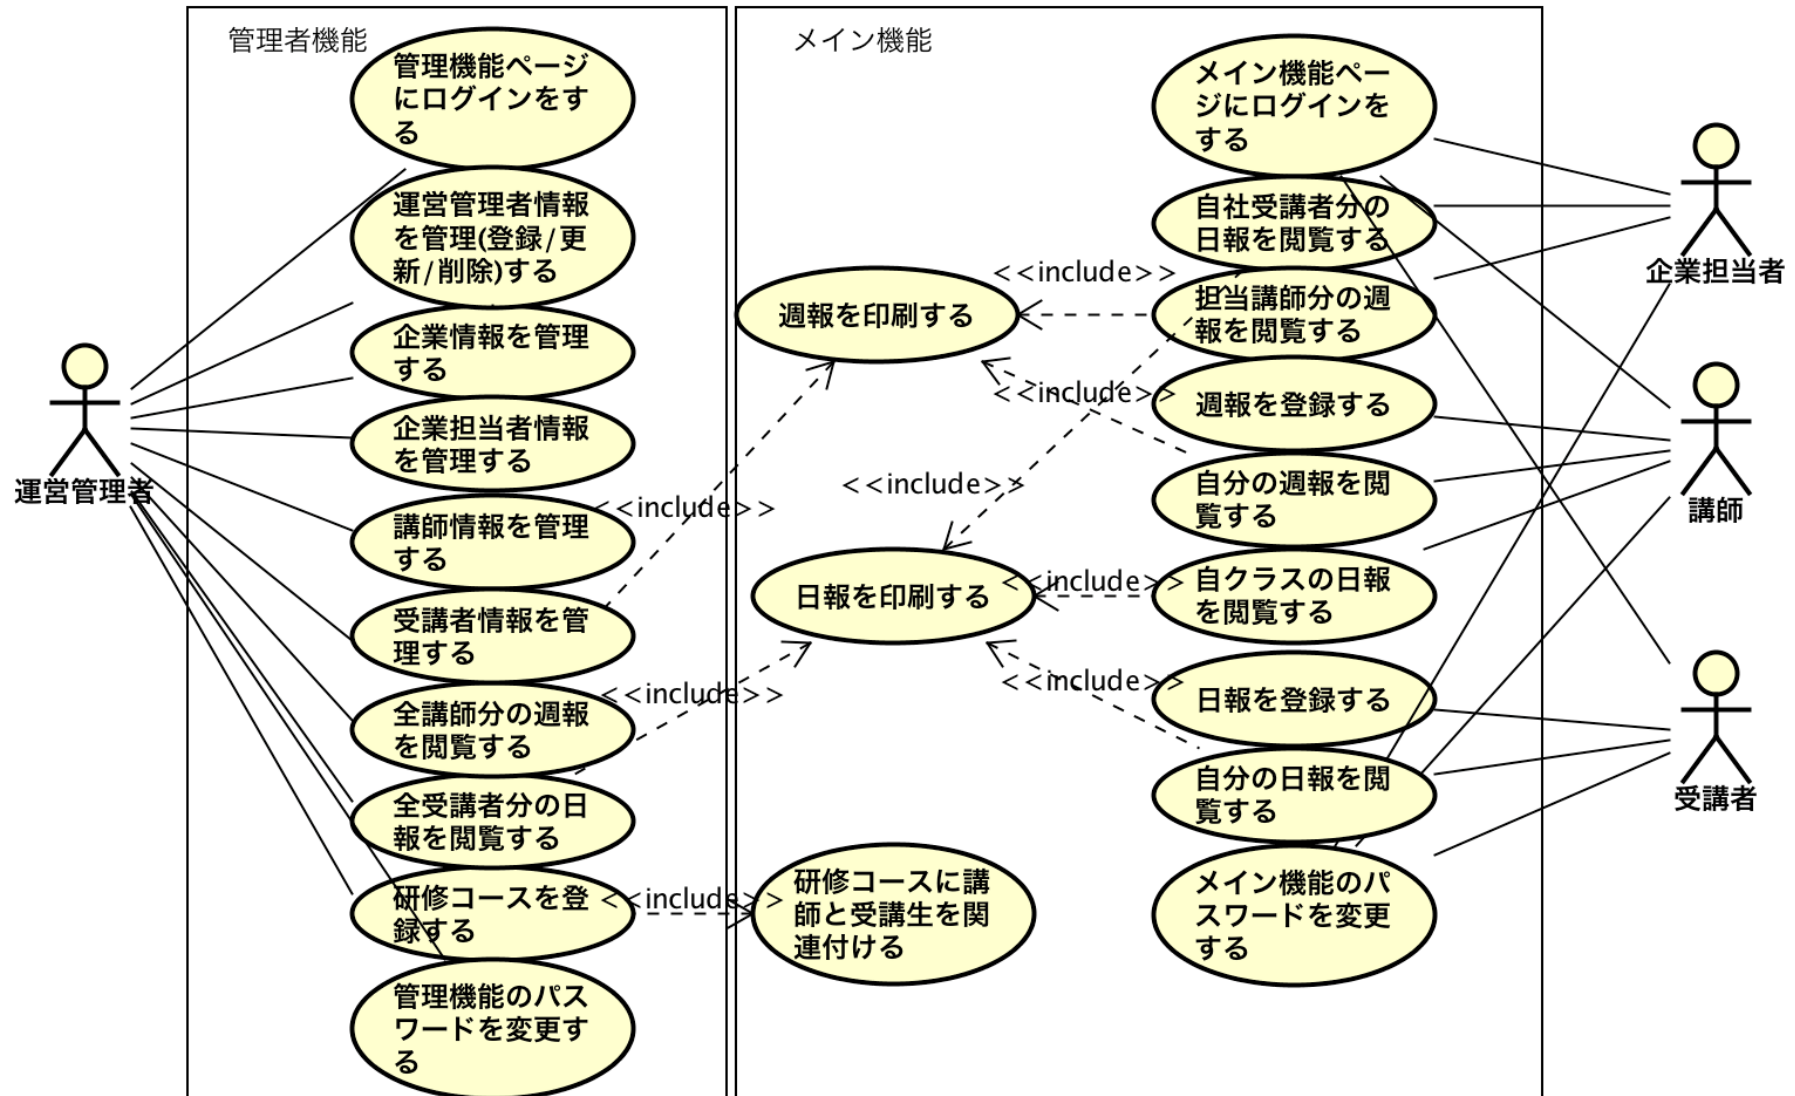 管理者機能
管理機能ページ
にログインをす
る
運営管理者情報
を管理(登録/更
新/削除)する
企業情報を管理
する
企業担当者情報
を管理する
講師情報を管理
する
受講者情報を管
理する
全講師分の週報
を閲覧する
全受講者分の日
報を閲覧する
研修コースを登
録する
管理機能のパス
ワードを変更す
る
運営管理者
<<include>>
<<include>>
<<include>>
メイン機能
週報を印刷する
日報を印刷する
研修コースに講
師と受講生を関
連付ける
<<include>>
<<include>>
<<include>>
<<include>>
<<include>>
メイン機能ペー
ジにログインを
する
自社受講者分の
日報を閲覧する
担当講師分の週
報を閲覧する
週報を登録する
自分の週報を閲
覧する
自クラスの日報
を閲覧する
日報を登録する
自分の日報を閲
覧する
メイン機能のパ
スワードを変更
する
企業担当者
講師
受講者